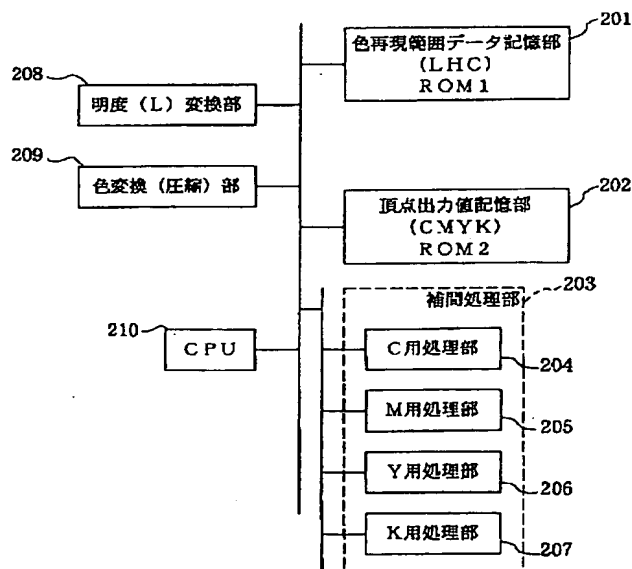 201
色再現範囲データ記憶部
(LHC)
ROM1
208
明度(L)変換部
209
色変換(圧縮)部
202
頂点出力値記憶部
(CMYK)
ROM2
補間処理部
203
210
CPU
C用処理部
204
M用処理部
205
Y用処理部
206
K用処理部
207